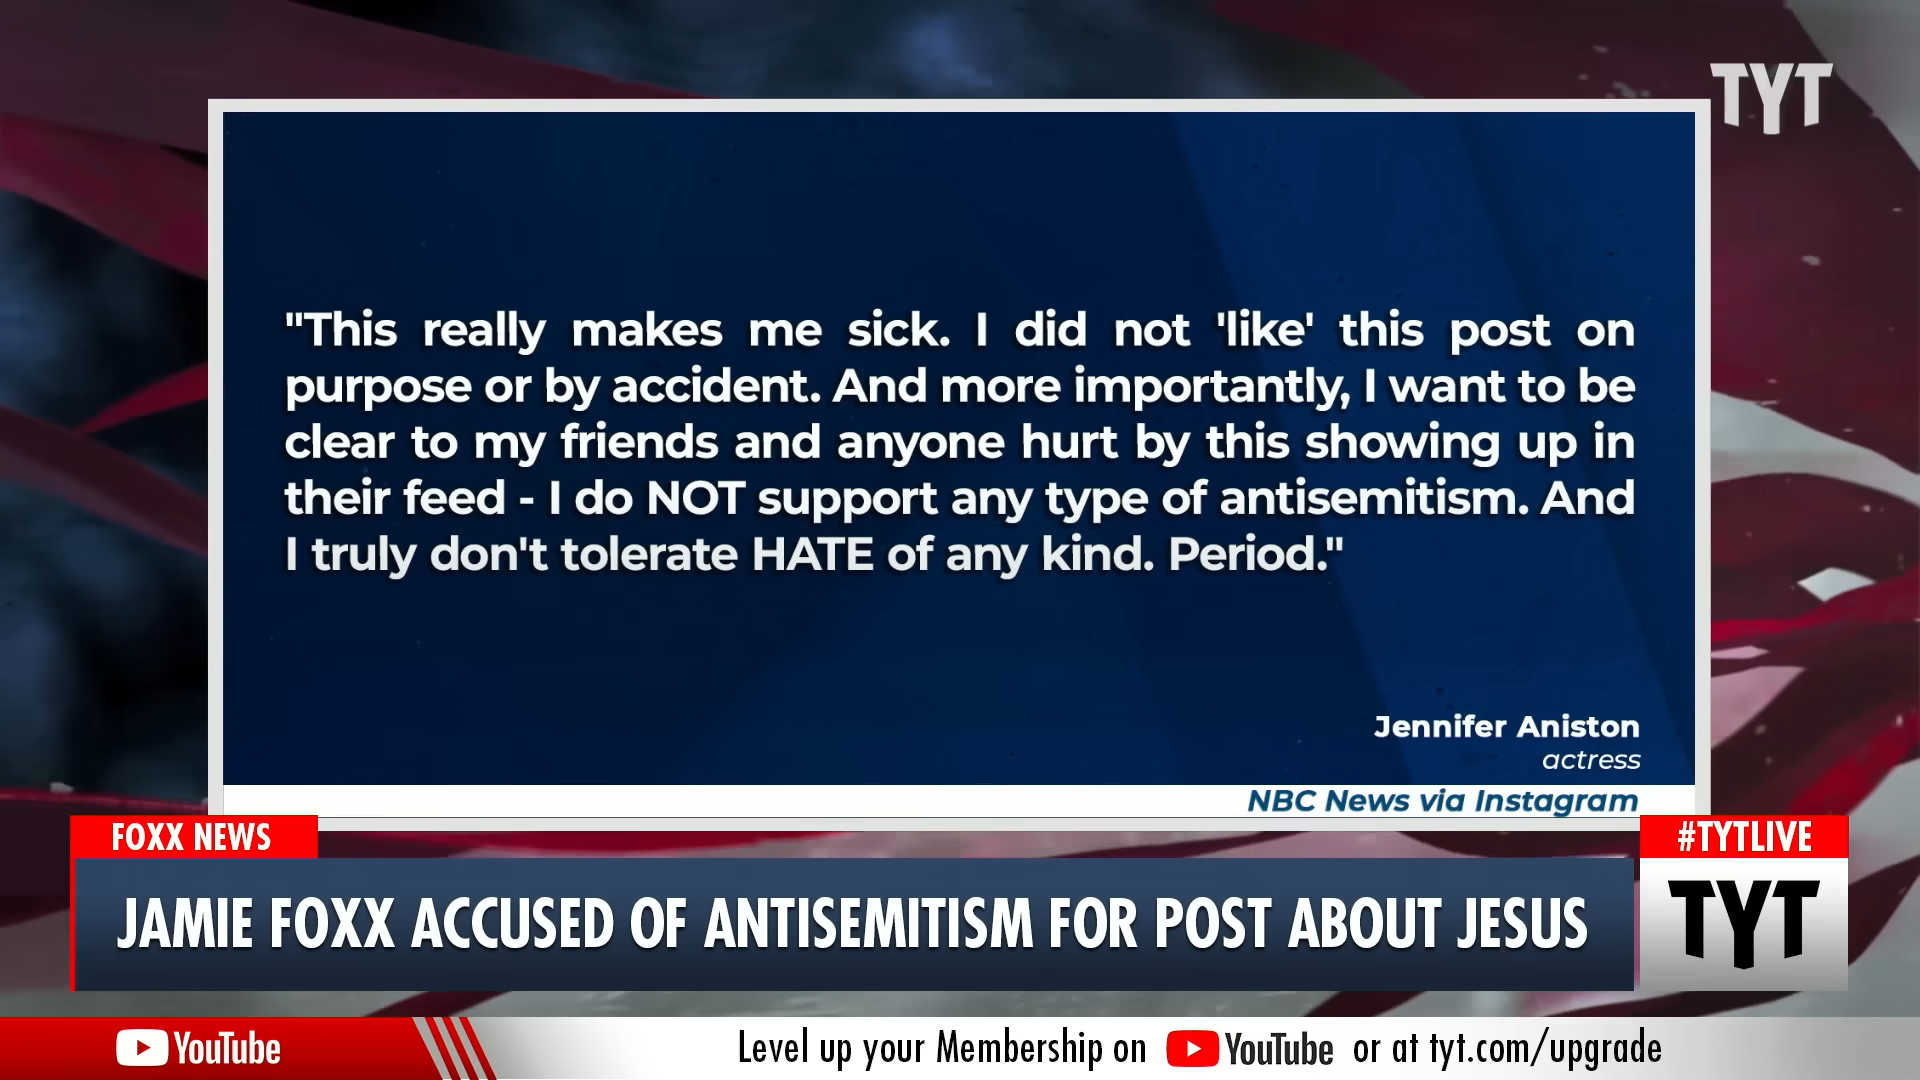 TYT
"This really makes me sick. I did not 'like' this post on
purpose or by accident. And more importantly, I want to be
clear to my friends and anyone hurt by this showing up in
their feed - I do NOT support any type of antisemitism. And
I truly don't tolerate HATE of any kind. Period."
Jennifer Aniston
actress
NBC News via Instagram
FOXX NEWS
#TYTLIVE
JAMIE FOXX ACCUSED OF ANTISEMITISM FOR POST ABOUT JESUS
TYT
YouTube
Level up your Membership on YouTube or at tyt.com/upgrade